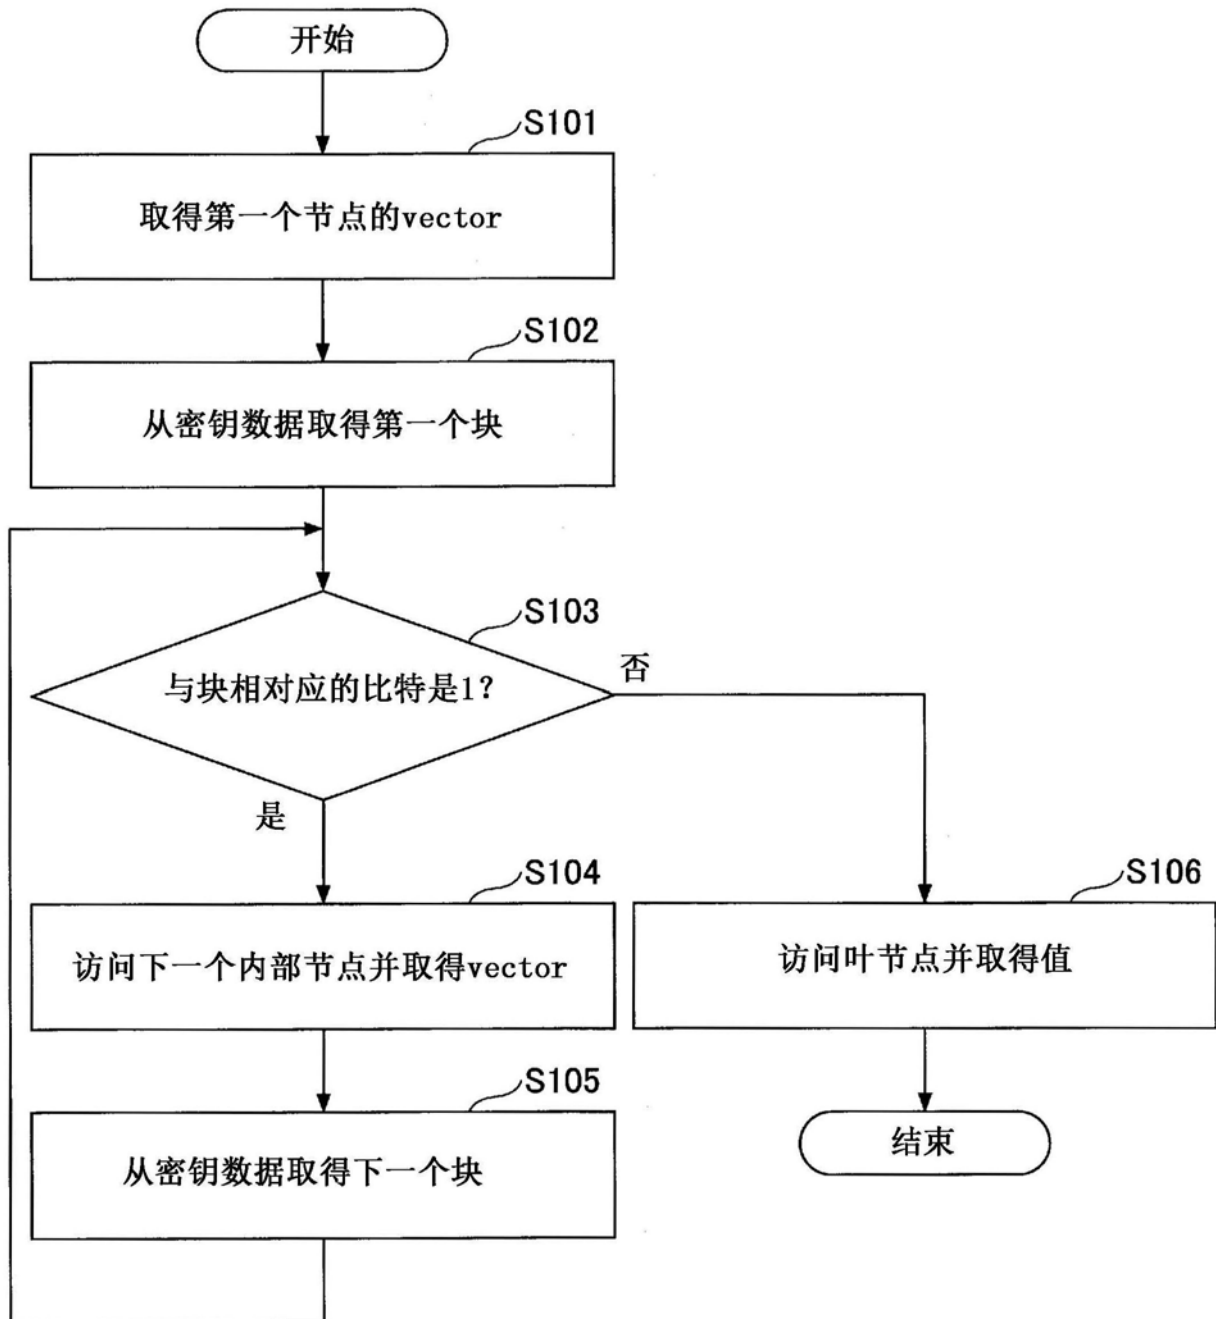 开始
S101
取得第一个节点的vector
S102
从密钥数据取得第一个块
S103
与块相对应的比特是1?
否
是
S104
访问下一个内部节点并取得vector
S106
访问叶节点并取得值
S105
从密钥数据取得下一个块
结束